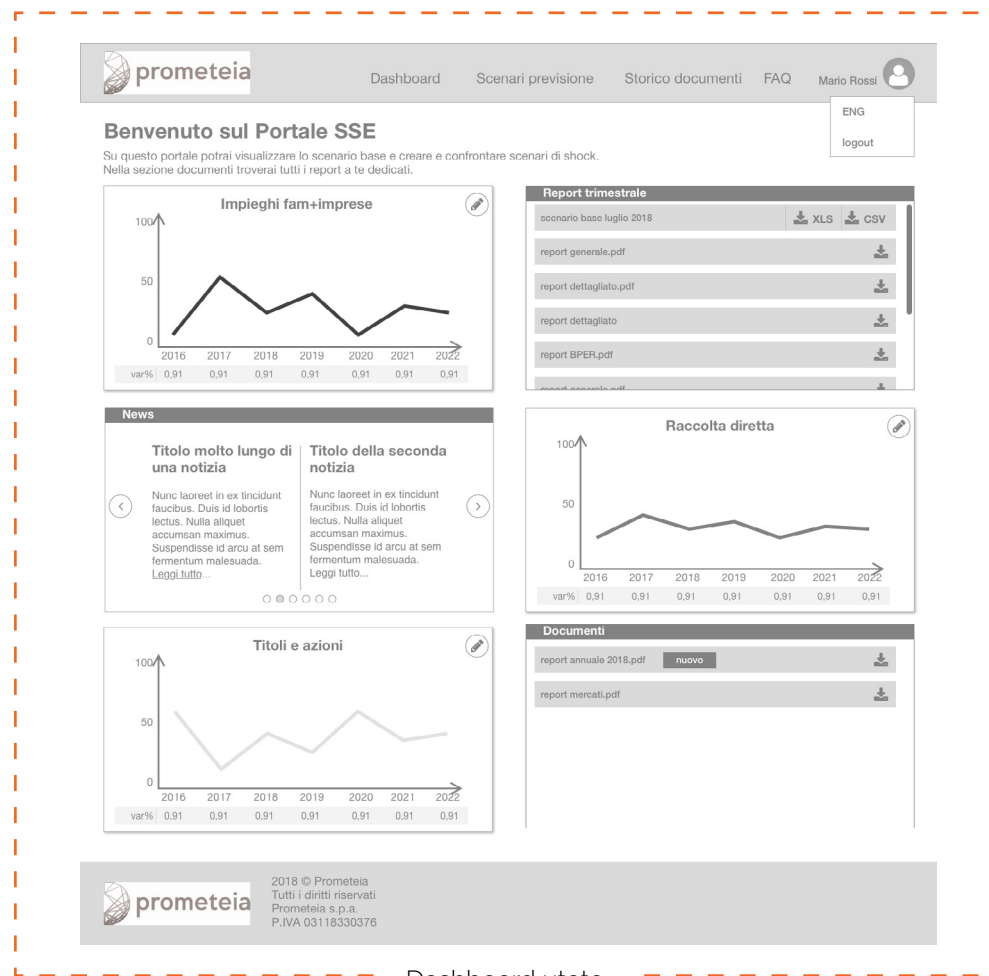 prometeia
Dashboard
Scenari previsione
Storico documenti
FAQ
Mario Rossi
ENG
logout
Benvenuto sul Portale SSE
Su questo portale potrai visualizzare lo scenario base e creare e confrontare scenari di shock.
Nella sezione documenti troverai tutti i report a te dedicati.
Impieghi fam+imprese
100
50
0
2016 2017 2018 2019 2020 2021 2022
var% 0,91 0,91 0,91 0,91 0,91 0,91 0,91
Report trimestrale
scenario base luglio 2018 XLS CSV
report generale.pdf
report dettagliato.pdf
report dettagliato
report BPER.pdf
report generale.pdf
News
Titolo molto lungo di
una notizia
Nunc laoreet in ex tincidunt
faucibus. Duis id lobortis
lectus. Nulla aliquet
accumsan maximus.
Suspendisse id arcu at sem
fermentum malesuada.
Leggi tutto...
Titolo della seconda
notizia
Nunc laoreet in ex tincidunt
faucibus. Duis id lobortis
lectus. Nulla aliquet
accumsan maximus.
Suspendisse id arcu at sem
fermentum malesuada.
Leggi tutto...
Raccolta diretta
100
50
0
2016 2017 2018 2019 2020 2021 2022
var% 0,91 0,91 0,91 0,91 0,91 0,91 0,91
Titoli e azioni
100
50
0
2016 2017 2018 2019 2020 2021 2022
var% 0,91 0,91 0,91 0,91 0,91 0,91 0,91
Documenti
report annuale 2018.pdf nuovo
report mercati.pdf
prometeia
2018 © Prometeia
Tutti i diritti riservati
Prometeia s.p.a.
P.IVA 03118330376
Dashboard utente